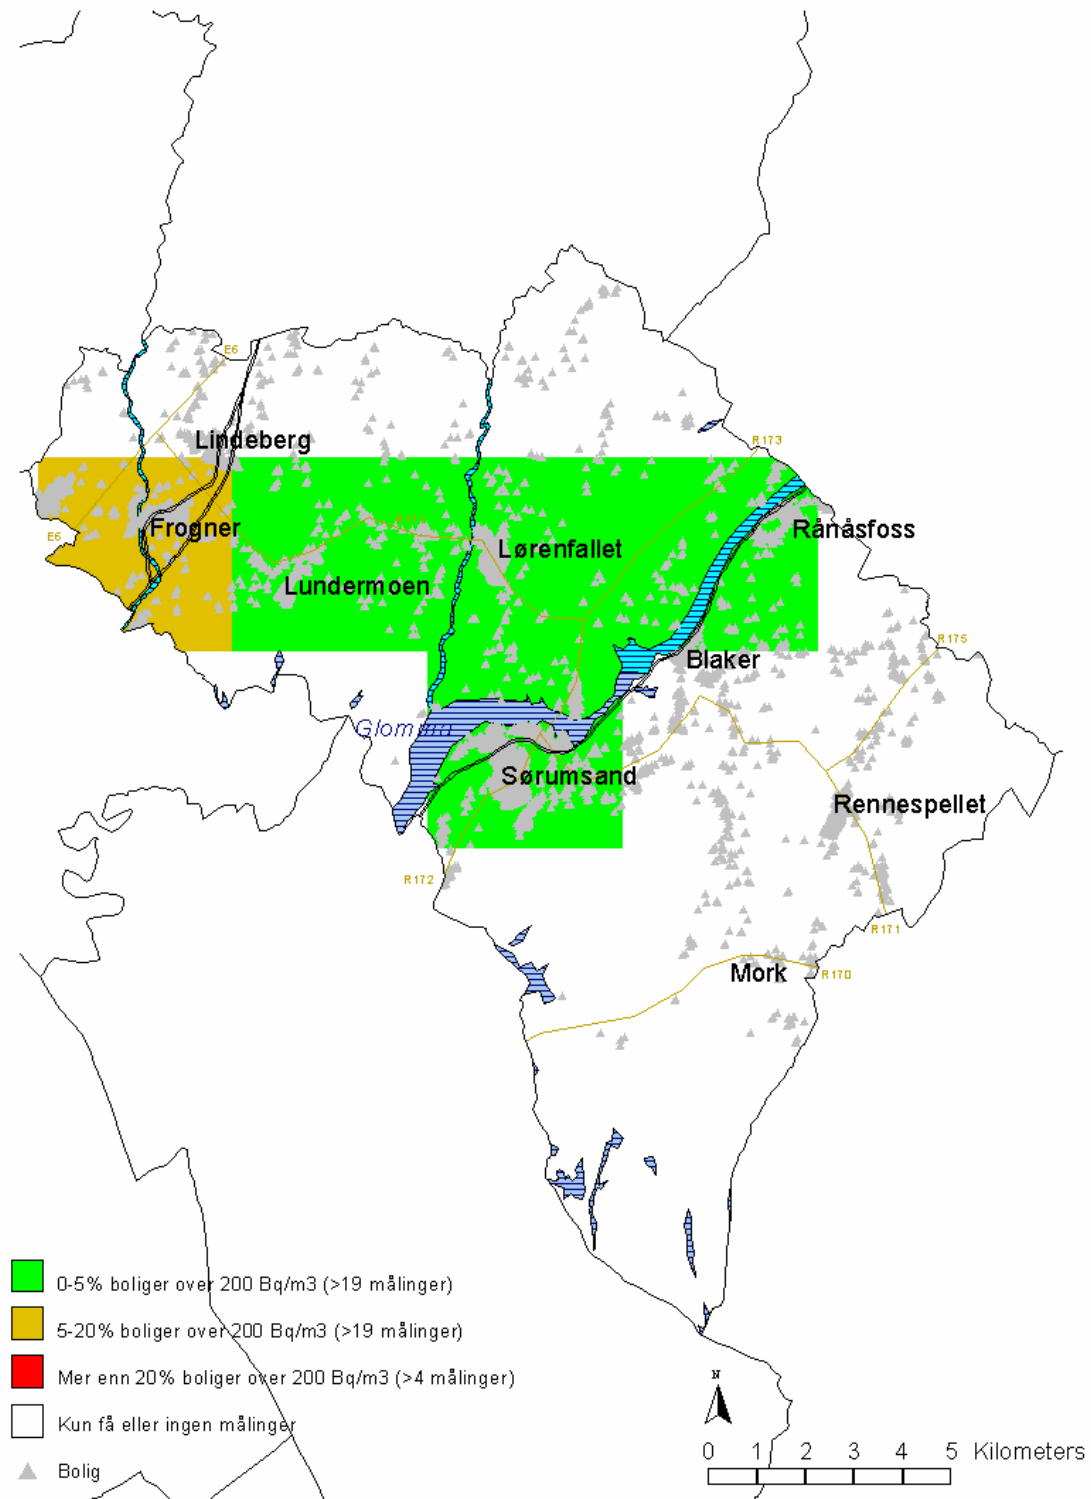 E6
Lindeberg
R173
Frogner
E6
R171
Lørenfallet
Rånåsfoss
Lundermoen
R175
Blaker
Glomma
Sørumsand
Rennespellet
R172
R171
Mork
R170
0-5% boliger over 200 Bq/m3 (>19 målinger)
5-20% boliger over 200 Bq/m3 (>19 målinger)
Mer enn 20% boliger over 200 Bq/m3 (>4 målinger)
Kun få eller ingen målinger
Bolig
N
0 1 2 3 4 5 Kilometers